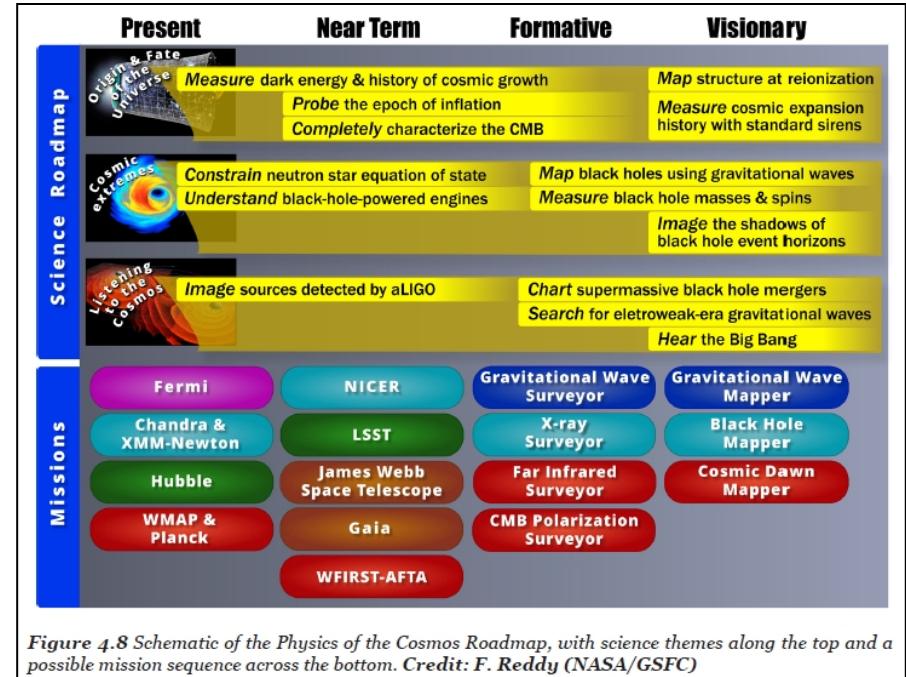 Present Near Term Formative Visionary
Science Roadmap
Origin & Fate
of the
Universe
Measure dark energy & history of cosmic growth
Map structure at reionization
Probe the epoch of inflation
Measure cosmic expansion
history with standard sirens
Completely characterize the CMB
Cosmic
extremes
Constrain neutron star equation of state
Map black holes using gravitational waves
Understand black-hole-powered engines
Measure black hole masses & spins
Image the shadows of
black hole event horizons
Listening
to the
Cosmos
Image sources detected by aLIGO
Chart supermassive black hole mergers
Search for eletroweak-era gravitational waves
Hear the Big Bang
Missions
Fermi
Chandra &
XMM-Newton
Hubble
WMAP &
Planck
NICER
LSST
James Webb
Space Telescope
Gaia
WFIRST-AFTA
Gravitational Wave
Surveyor
X-ray
Surveyor
Far Infrared
Surveyor
CMB Polarization
Surveyor
Gravitational Wave
Mapper
Black Hole
Mapper
Cosmic Dawn
Mapper
Figure 4.8 Schematic of the Physics of the Cosmos Roadmap, with science themes along the top and a
possible mission sequence across the bottom. Credit: F. Reddy (NASA/GSFC)